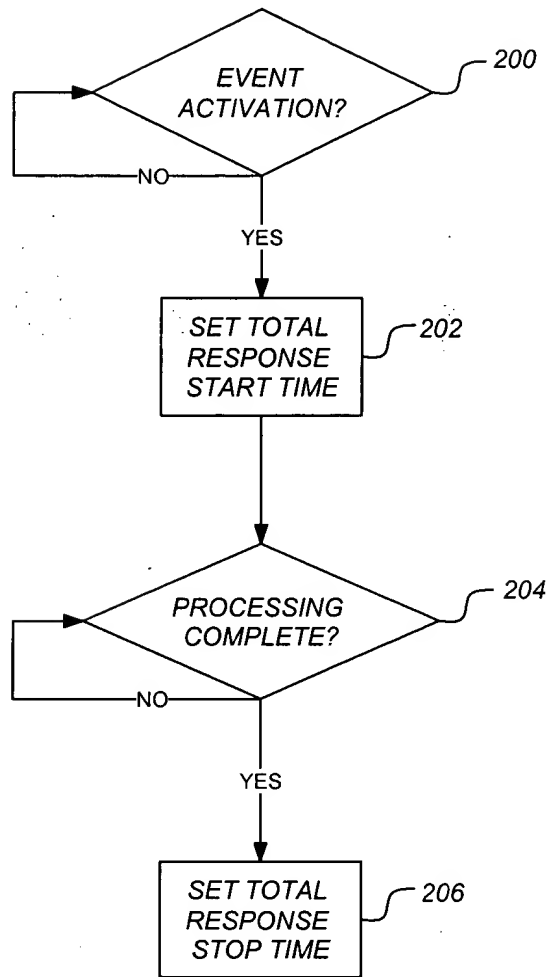 EVENT
ACTIVATION?
200
NO
YES
SET TOTAL
RESPONSE
START TIME
202
PROCESSING
COMPLETE?
204
NO
YES
SET TOTAL
RESPONSE
STOP TIME
206